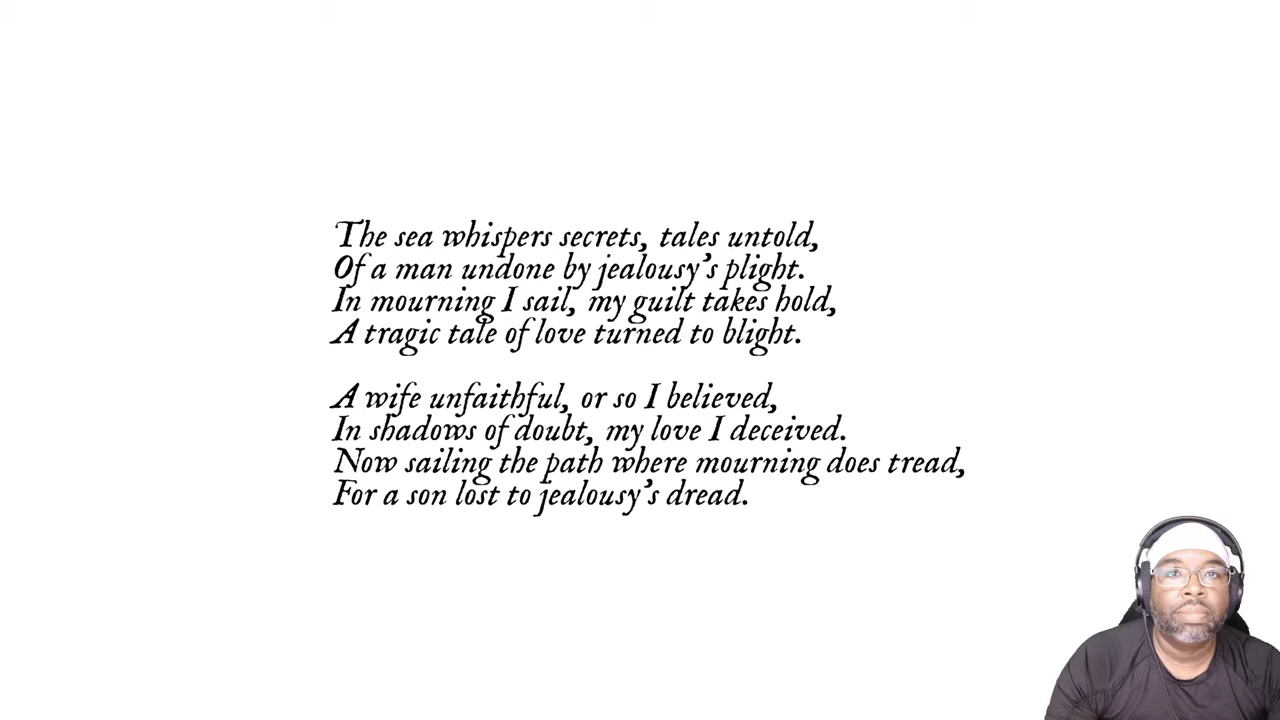 The sea whispers secrets, tales untold,
Of a man undone by jealousy's plight.
In mourning I sail, my guilt takes hold,
A tragic tale of love turned to blight.
A wife unfaithful, or so I believed,
In shadows of doubt, my love I deceived.
Now sailing the path where mourning does tread,
For a son lost to jealousy's dread.